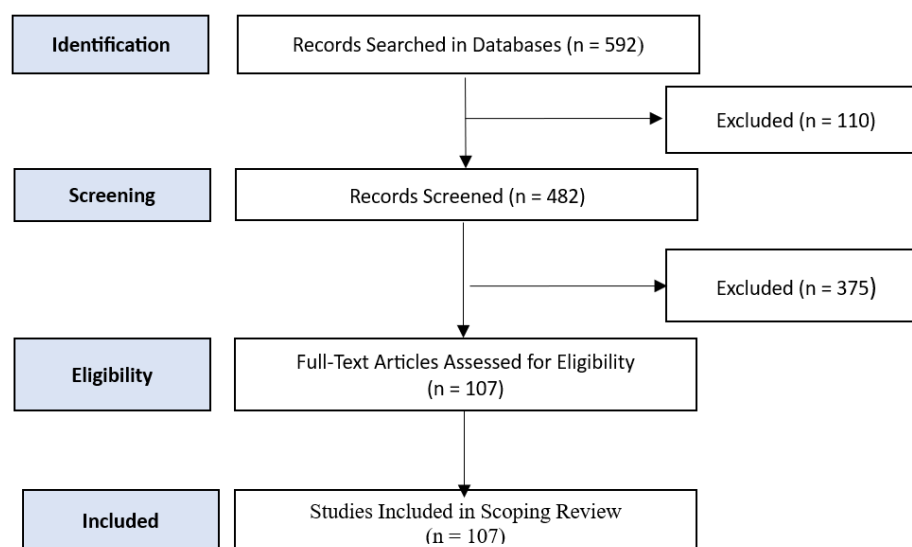 Identification
Records Searched in Databases (n = 592)
Excluded (n = 110)
Screening
Records Screened (n = 482)
Excluded (n = 375)
Eligibility
Full-Text Articles Assessed for Eligibility
(n = 107)
Included
Studies Included in Scoping Review
(n = 107)